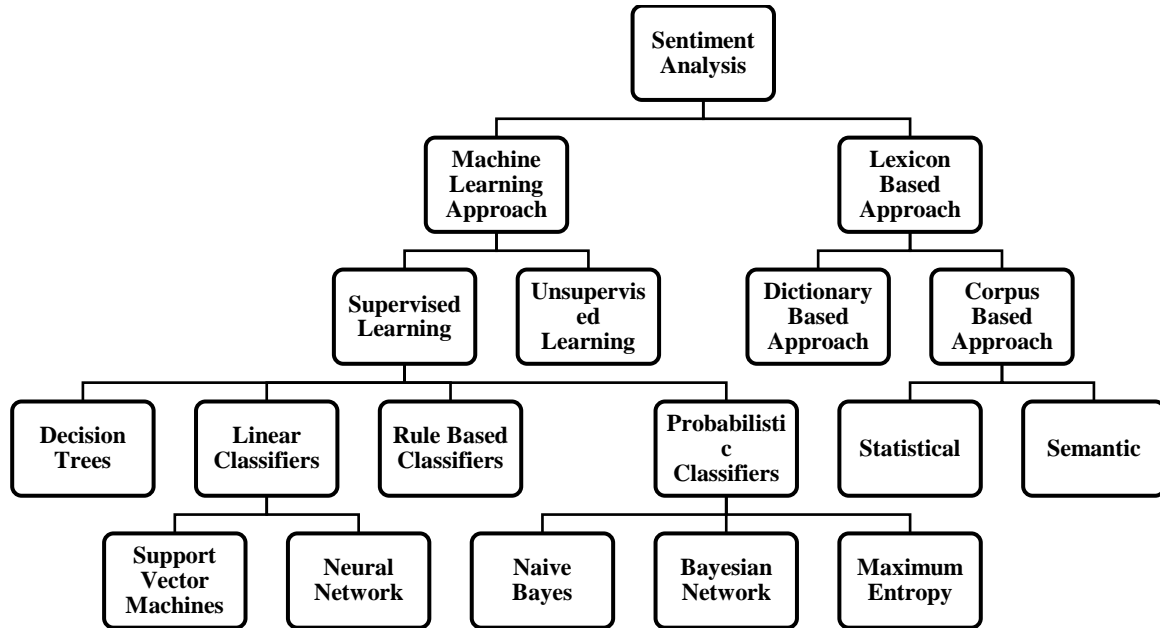 Sentiment
Analysis
Machine
Learning
Approach
Lexicon
Based
Approach
Supervised
Learning
Unsupervis
ed
Learning
Dictionary
Based
Approach
Corpus
Based
Approach
Decision
Trees
Linear
Classifiers
Rule Based
Classifiers
Probabilisti
c
Classifiers
Statistical
Semantic
Support
Vector
Machines
Neural
Network
Naive
Bayes
Bayesian
Network
Maximum
Entropy